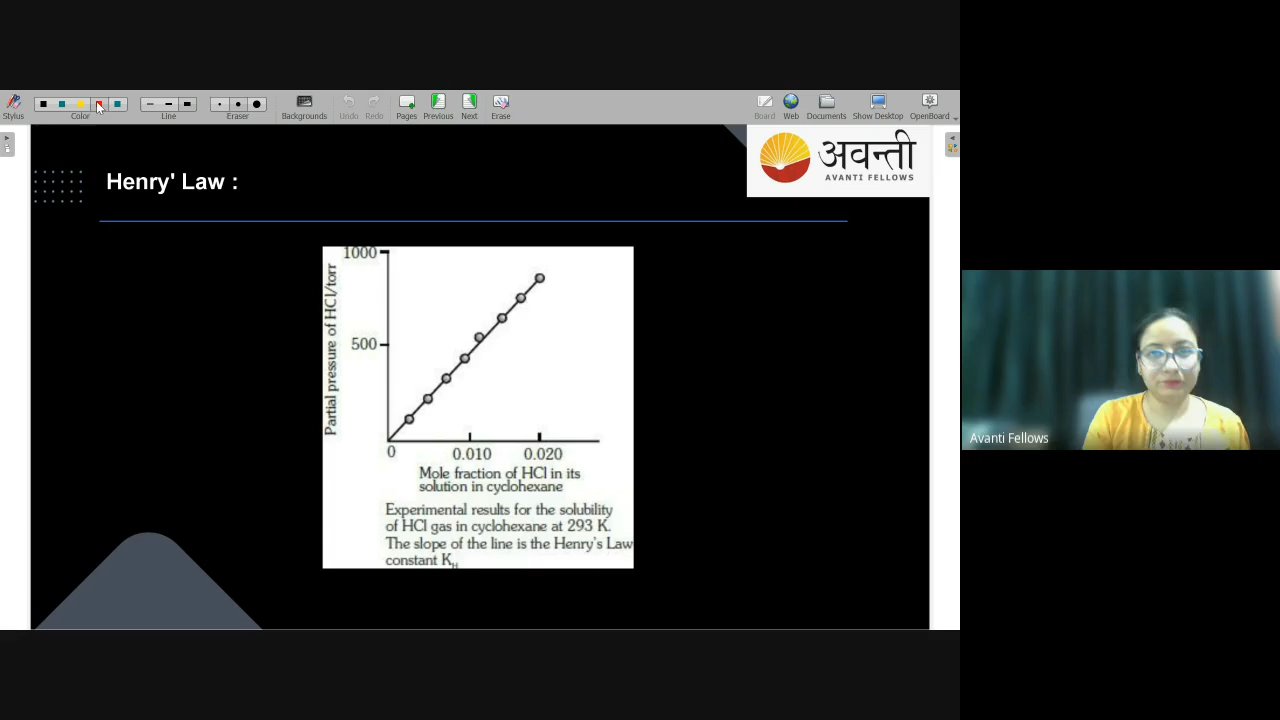 Stylus
Color
Line
Eraser
Backgrounds
Undo
Redo
Pages
Previous
Next
Erase
Board
Web
Documents
Show Desktop
OpenBoard
अवन्ती
AVANTI FELLOWS
Henry' Law :
Partial pressure of HCl/torr
1000
500
0
0.010
0.020
Mole fraction of HCl in its
solution in cyclohexane
Experimental results for the solubility
of HCl gas in cyclohexane at 293 K.
The slope of the line is the Henry's Law
constant KH
Avanti Fellows